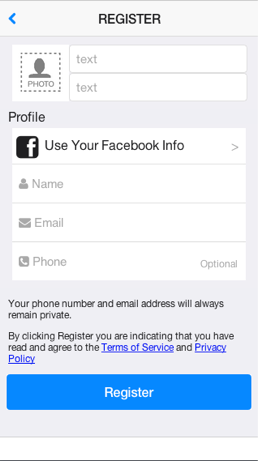 REGISTER
text
PHOTO
text
Profile
Use Your Facebook Info >
Name
Email
Phone Optional
Your phone number and email address will always
remain private.
By clicking Register you are indicating that you have
read and agree to the Terms of Service and Privacy
Policy
Register